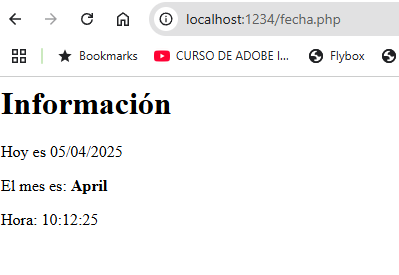 localhost:1234/fecha.php
Bookmarks CURSO DE ADOBE I... Flybox
Información
Hoy es 05/04/2025
El mes es: April
Hora: 10:12:25